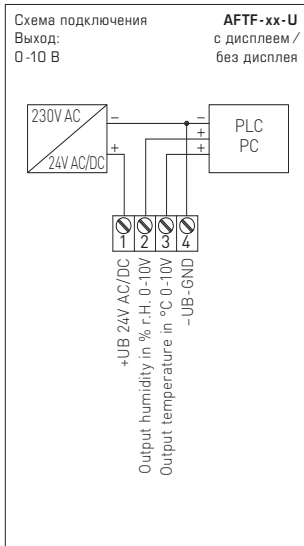 Схема подключения
Выход:
0-10 В
AFTF-xx-U
с дисплеем /
без дисплея
230V AC
24V AC/DC
–
+
–
+
+
PLC
PC
1 2 3 4
+UB 24V AC/DC
Output humidity in % r.H. 0-10V
Output temperature in °C 0-10V
–UB-GND